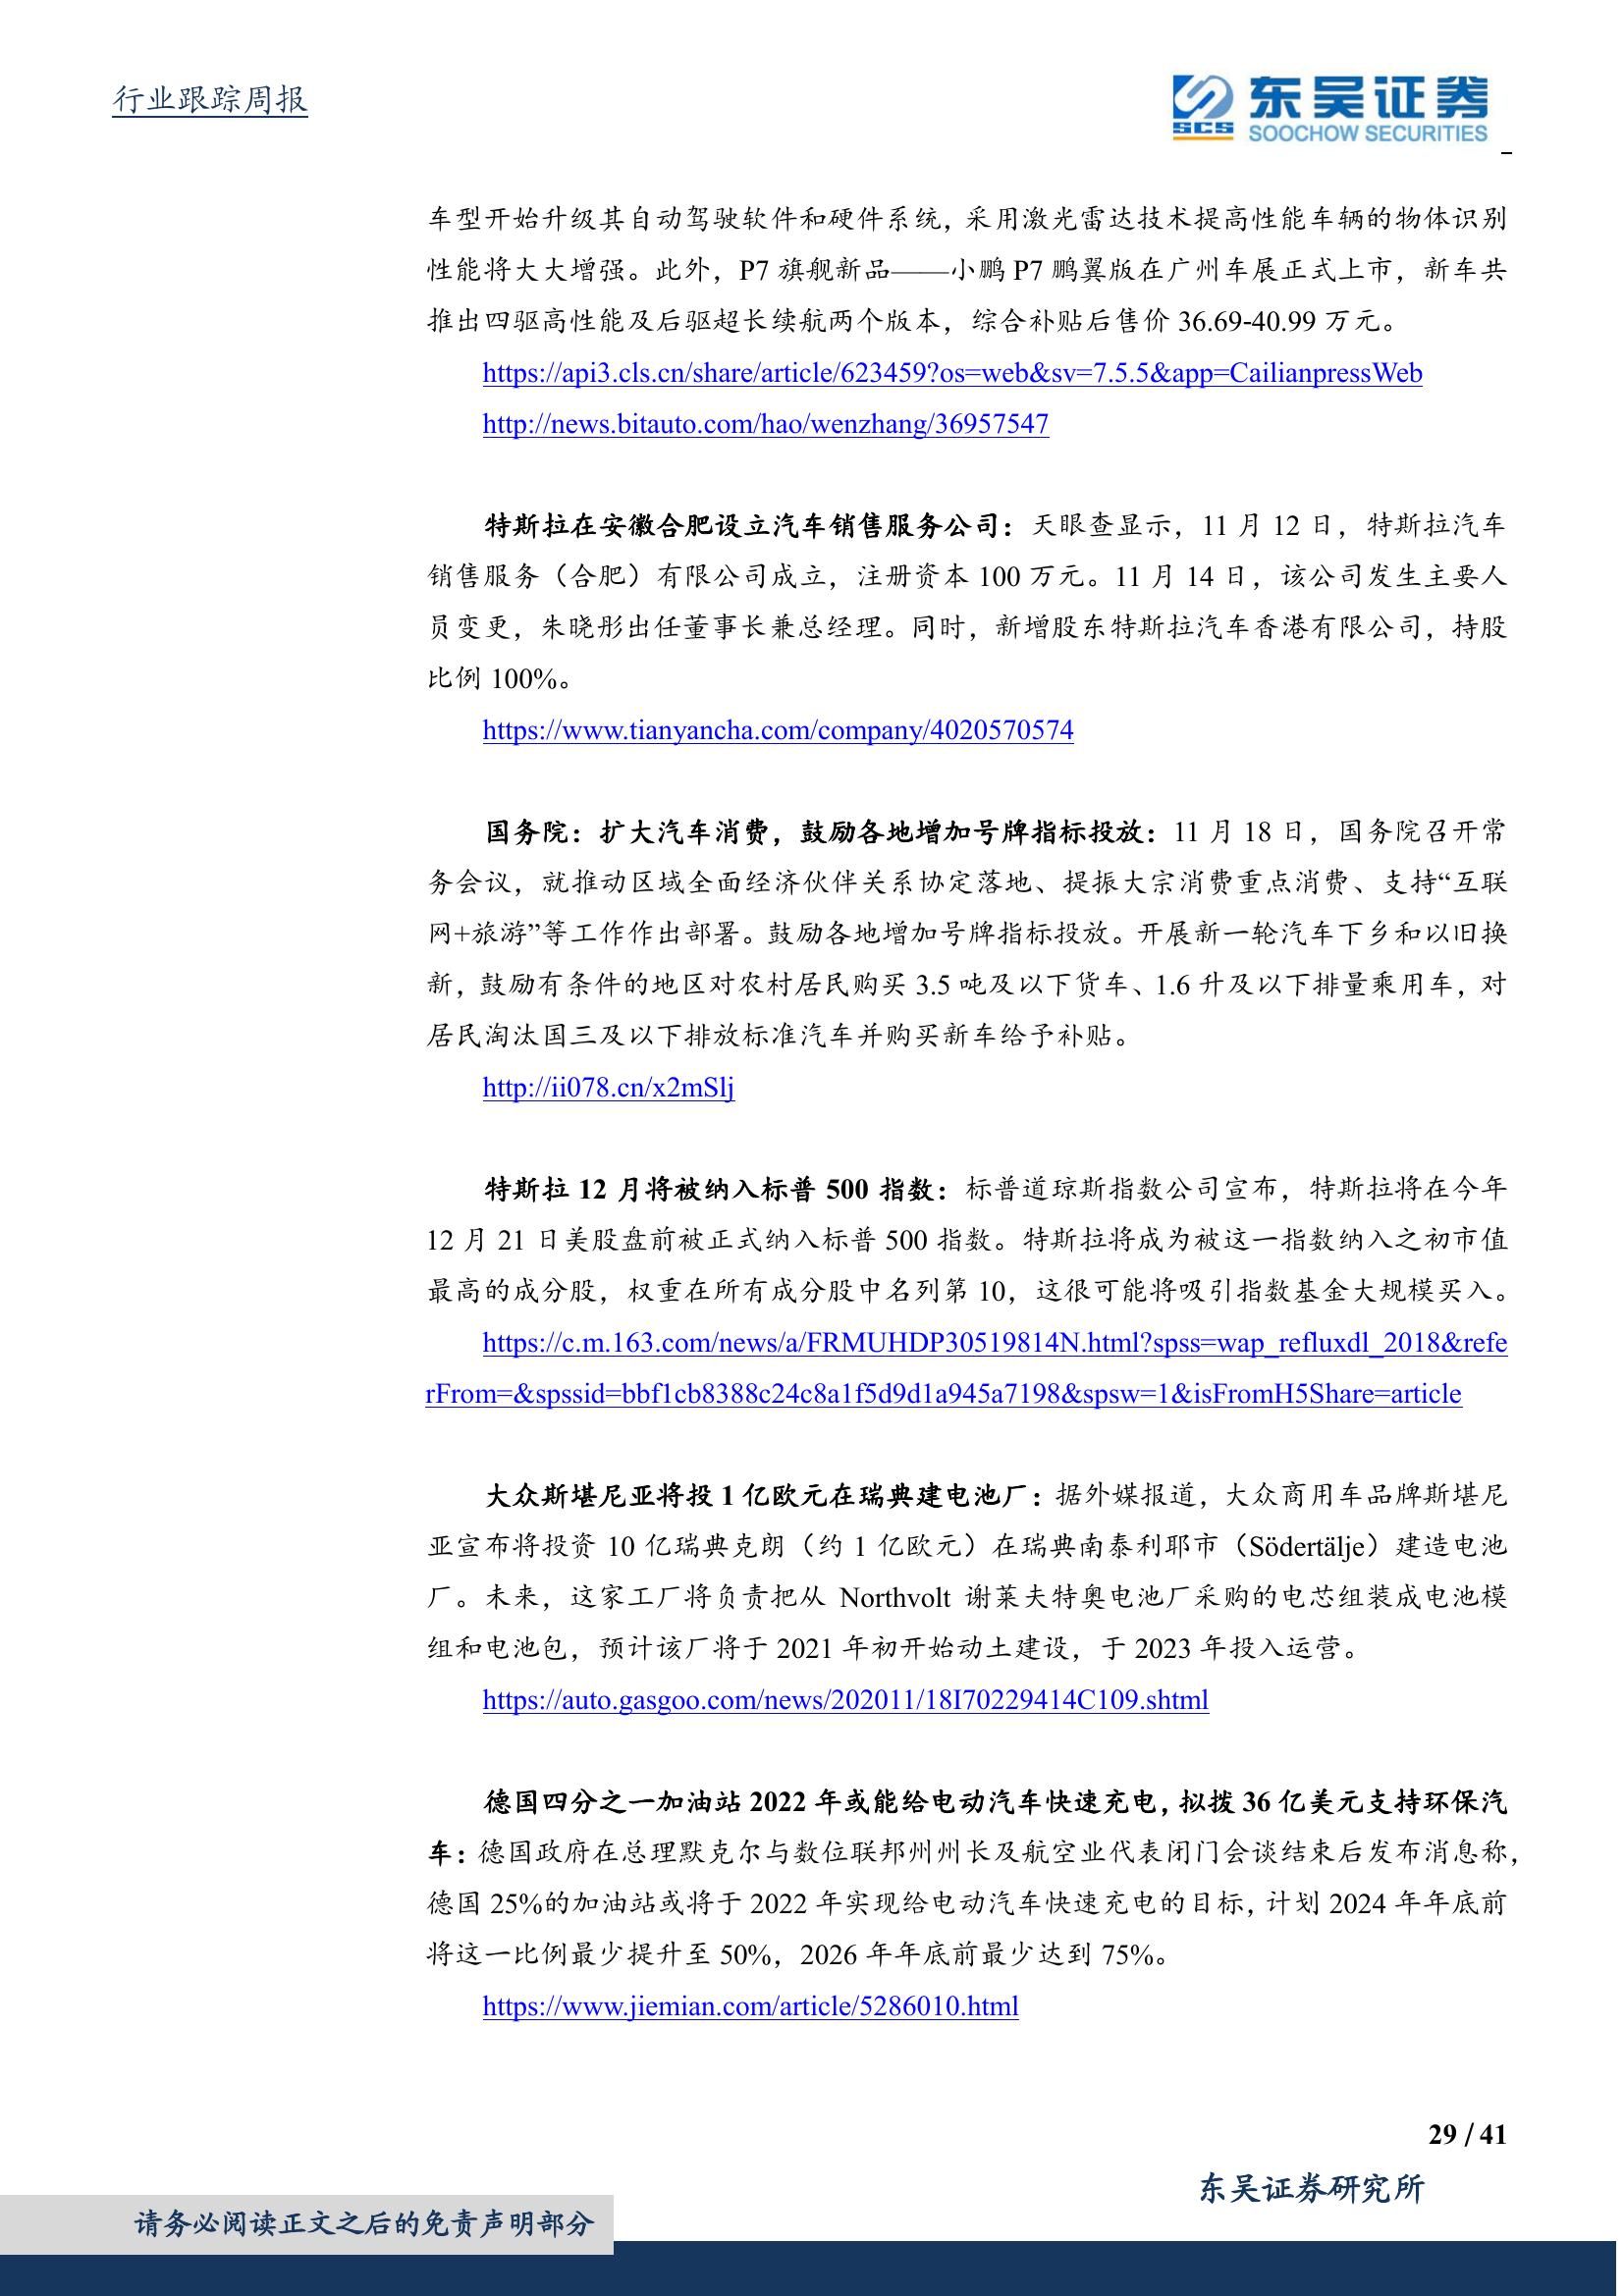 行业跟踪周报
东吴证券
SCS
SOOCHOW SECURITIES
车型开始升级其自动驾驶软件和硬件系统，采用激光雷达技术提高性能车辆的物体识别
性能将大大增强。此外，P7 旗舰新品——小鹏 P7 鹏翼版在广州车展正式上市，新车共
推出四驱高性能及后驱超长续航两个版本，综合补贴后售价 36.69-40.99 万元。
https://api3.cls.cn/share/article/623459?os=web&sv=7.5.5&app=CailianpressWeb
http://news.bitauto.com/hao/wenzhang/36957547
特斯拉在安徽合肥设立汽车销售服务公司：天眼查显示，11 月 12 日，特斯拉汽车
销售服务（合肥）有限公司成立，注册资本 100 万元。11 月 14 日，该公司发生主要人
员变更，朱晓彤出任董事长兼总经理。同时，新增股东特斯拉汽车香港有限公司，持股
比例 100%。
https://www.tianyancha.com/company/4020570574
国务院：扩大汽车消费，鼓励各地增加号牌指标投放：11 月 18 日，国务院召开常
务会议，就推动区域全面经济伙伴关系协定落地、提振大宗消费重点消费、支持“互联
网+旅游”等工作作出部署。鼓励各地增加号牌指标投放。开展新一轮汽车下乡和以旧换
新，鼓励有条件的地区对农村居民购买 3.5 吨及以下货车、1.6 升及以下排量乘用车，对
居民淘汰国三及以下排放标准汽车并购买新车给予补贴。
http://ii078.cn/x2mSlj
特斯拉 12 月将被纳入标普 500 指数：标普道琼斯指数公司宣布，特斯拉将在今年
12 月 21 日美股盘前被正式纳入标普 500 指数。特斯拉将成为被这一指数纳入之初市值
最高的成分股，权重在所有成分股中名列第 10，这很可能将吸引指数基金大规模买入。
https://c.m.163.com/news/a/FRMUHDP30519814N.html?spss=wap_refluxdl_2018&refe
rFrom=&spssid=bbf1cb8388c24c8a1f5d9d1a945a7198&spsw=1&isFromH5Share=article
大众斯堪尼亚将投 1 亿欧元在瑞典建电池厂：据外媒报道，大众商用车品牌斯堪尼
亚宣布将投资 10 亿瑞典克朗（约 1 亿欧元）在瑞典南泰利耶市（Södertälje）建造电池
厂。未来，这家工厂将负责把从 Northvolt 谢莱夫特奥电池厂采购的电芯组装成电池模
组和电池包，预计该厂将于 2021 年初开始动土建设，于 2023 年投入运营。
https://auto.gasgoo.com/news/202011/18I70229414C109.shtml
德国四分之一加油站 2022 年或能给电动汽车快速充电，拟拨 36 亿美元支持环保汽
车：德国政府在总理默克尔与数位联邦州州长及航空业代表闭门会谈结束后发布消息称，
德国 25%的加油站或将于 2022 年实现给电动汽车快速充电的目标，计划 2024 年年底前
将这一比例最少提升至 50%，2026 年年底前最少达到 75%。
https://www.jiemian.com/article/5286010.html
29 / 41
东吴证券研究所
请务必阅读正文之后的免责声明部分